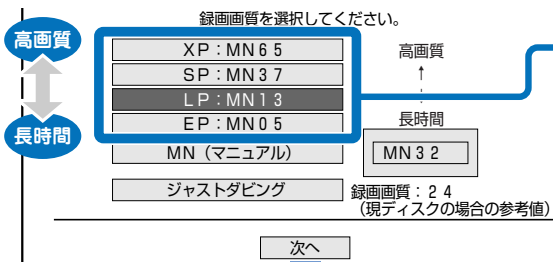 録画画質を選択してください。
高画質
長時間
XP：MN65
SP：MN37
LP：MN13
EP：MN05
MN（マニュアル）
ジャストダビング
高画質
↑
長時間
MN32
録画画質：24
（現ディスクの場合の参考値）
次へ